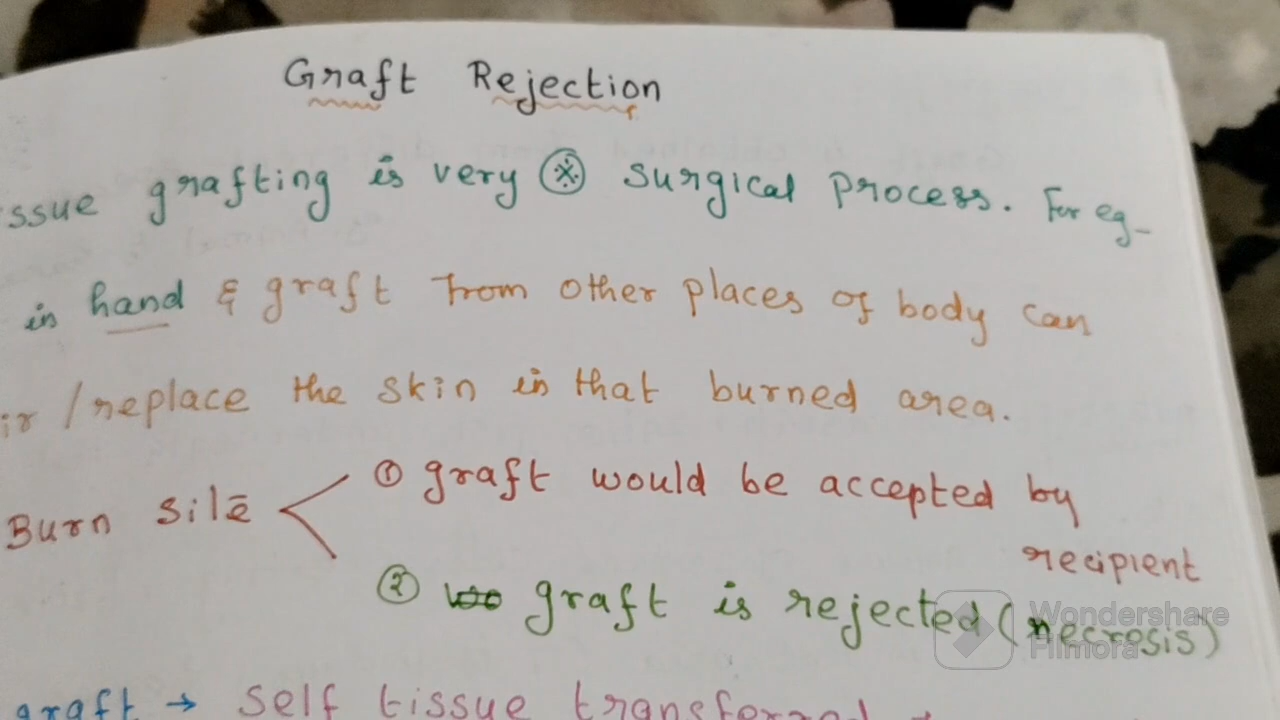 Graft Rejection
ssue grafting is very ※ surgical process. For eg-
in hand & graft from other places of body can
ir / replace the skin in that burned area.
Burn site < ① graft would be accepted by
recipient
② graft is rejected (necrosis)
Wondershare
Filmora
graft → self tissue transferred